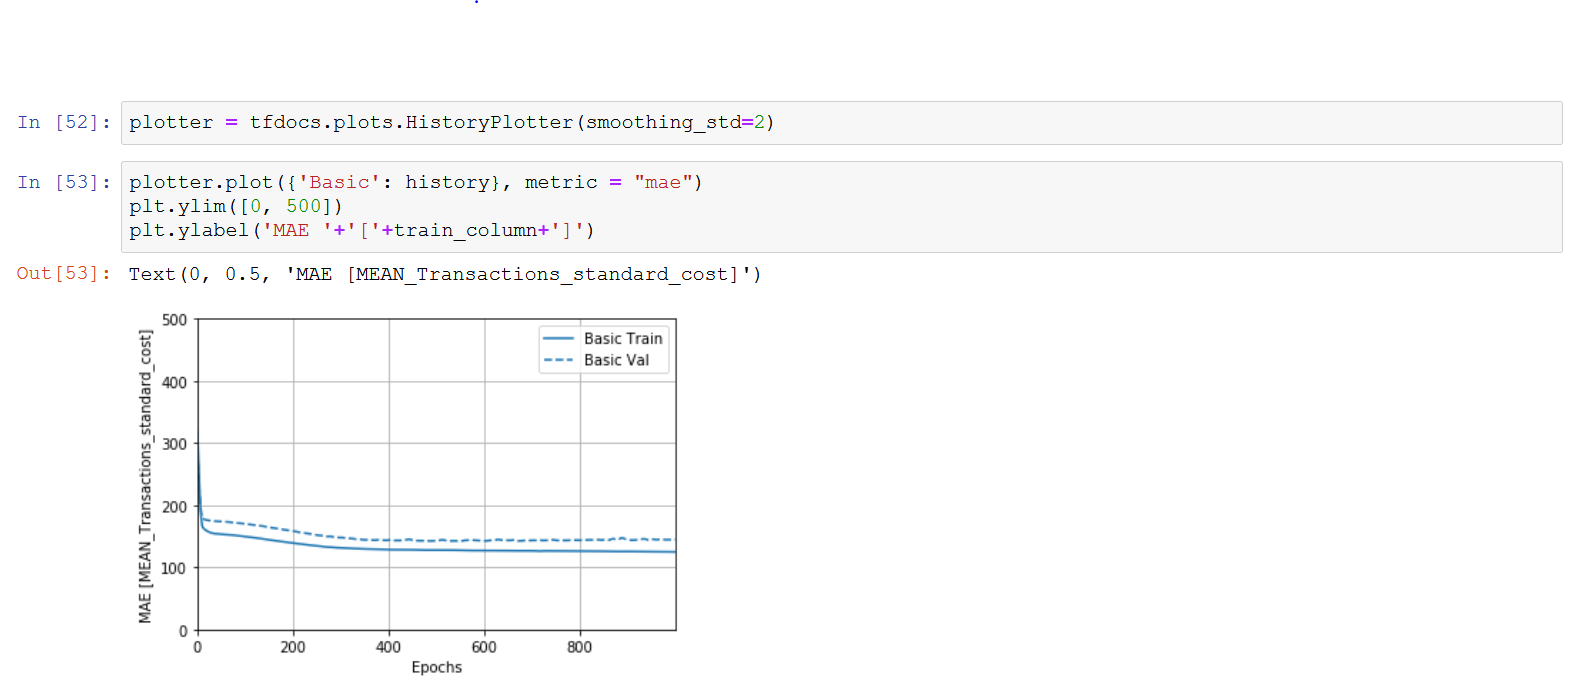 In [52]: plotter = tfdocs.plots.HistoryPlotter(smoothing_std=2)
In [53]: plotter.plot({'Basic': history}, metric = "mae")
plt.ylim([0, 500])
plt.ylabel('MAE '+'['+train_column+']')
Out[53]: Text(0, 0.5, 'MAE [MEAN_Transactions_standard_cost]')
MAE [MEAN_Transactions_standard_cost]
500
400
300
200
100
0
Basic Train
Basic Val
0 200 400 600 800
Epochs